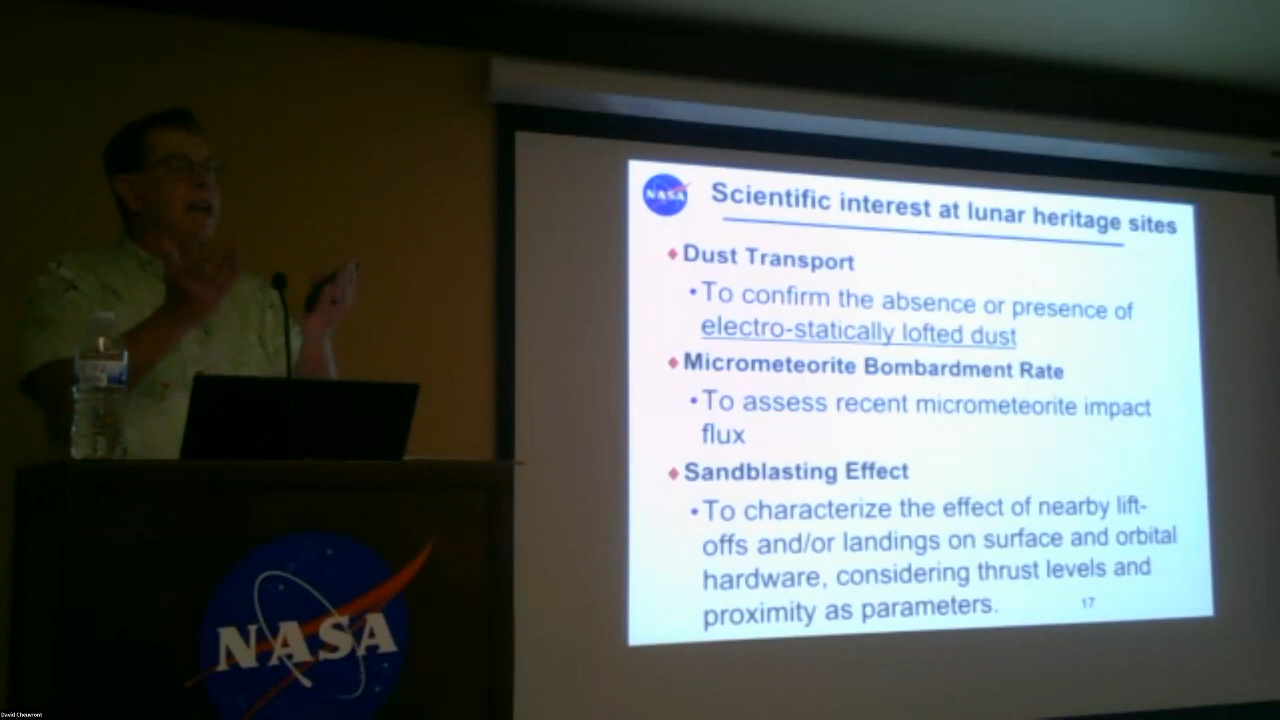 NASA
Scientific interest at lunar heritage sites
♦Dust Transport
•To confirm the absence or presence of
electro-statically lofted dust
♦Micrometeorite Bombardment Rate
•To assess recent micrometeorite impact
flux
♦Sandblasting Effect
•To characterize the effect of nearby lift-
offs and/or landings on surface and orbital
hardware, considering thrust levels and
proximity as parameters.
17
NASA
David Cheuvront